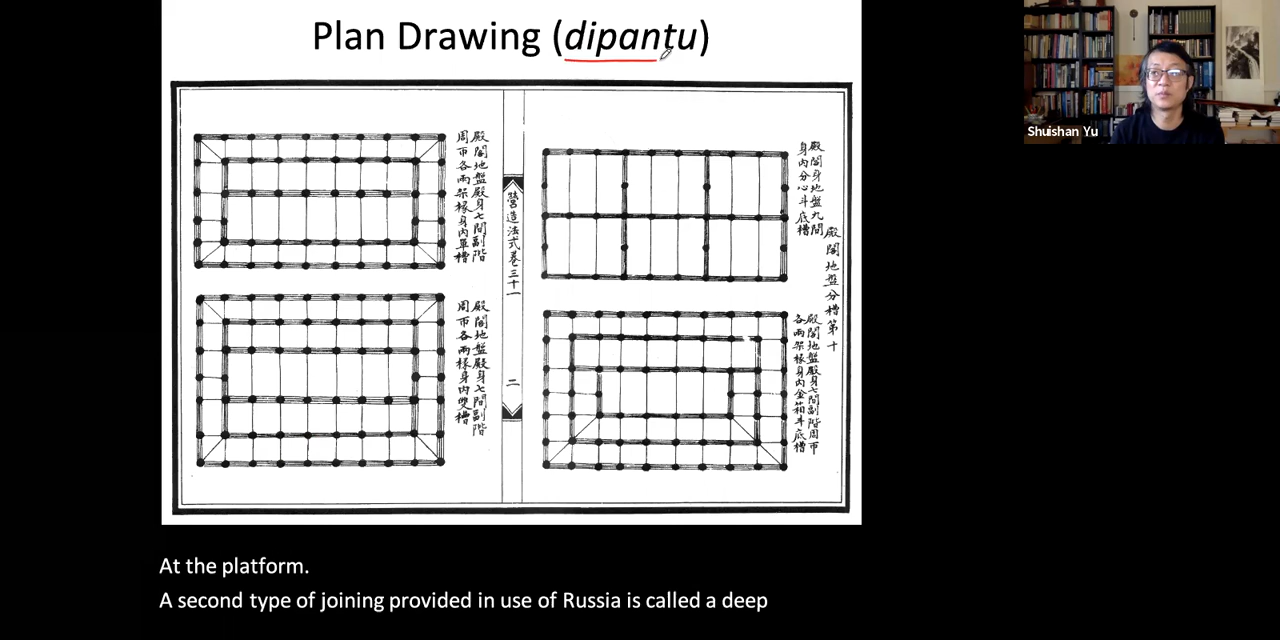 Plan Drawing (dipantu)
Shuishan Yu
殿閣地盤分槽第十
殿閣身地盤九間
身內分心斗底槽
殿閣地盤殿身七間副階周帀
各兩架椽身內金箱斗底槽
營造法式卷三十一
二
殿閣地盤殿身七間副階
周帀各兩架椽身內單槽
殿閣地盤殿身七間副階
周帀各兩椽身內雙槽
At the platform.
A second type of joining provided in use of Russia is called a deep